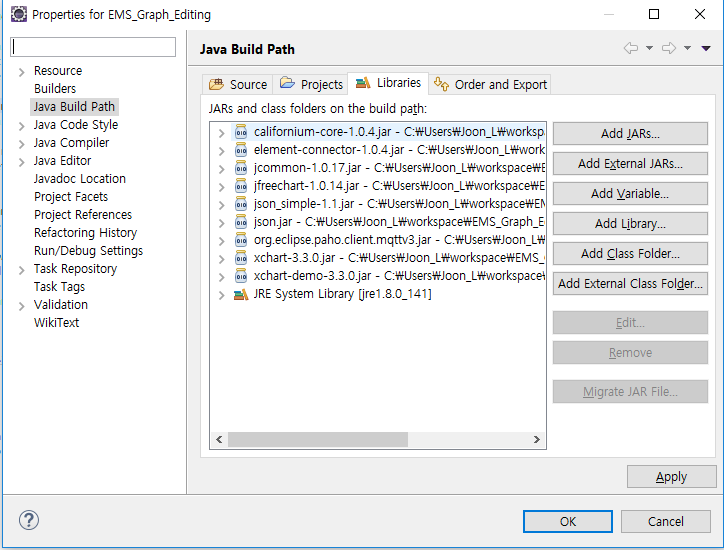 Properties for EMS_Graph_Editing
Resource
Builders
Java Build Path
Java Code Style
Java Compiler
Java Editor
Javadoc Location
Project Facets
Project References
Refactoring History
Run/Debug Settings
Task Repository
Task Tags
Validation
WikiText
Java Build Path
Source
Projects
Libraries
Order and Export
JARs and class folders on the build path:
californium-core-1.0.4.jar - C:₩Users₩Joon_L₩workspa
element-connector-1.0.4.jar - C:₩Users₩Joon_L₩work
jcommon-1.0.17.jar - C:₩Users₩Joon_L₩workspace₩E
jfreechart-1.0.14.jar - C:₩Users₩Joon_L₩workspace₩E
json_simple-1.1.jar - C:₩Users₩Joon_L₩workspace₩EM
json.jar - C:₩Users₩Joon_L₩workspace₩EMS_Graph_E
org.eclipse.paho.client.mqttv3.jar - C:₩Users₩Joon_L₩
xchart-3.3.0.jar - C:₩Users₩Joon_L₩workspace₩EMS_
xchart-demo-3.3.0.jar - C:₩Users₩Joon_L₩workspace₩
JRE System Library [jre1.8.0_141]
Add JARs...
Add External JARs...
Add Variable...
Add Library...
Add Class Folder...
Add External Class Folder...
Edit...
Remove
Migrate JAR File...
Apply
OK
Cancel